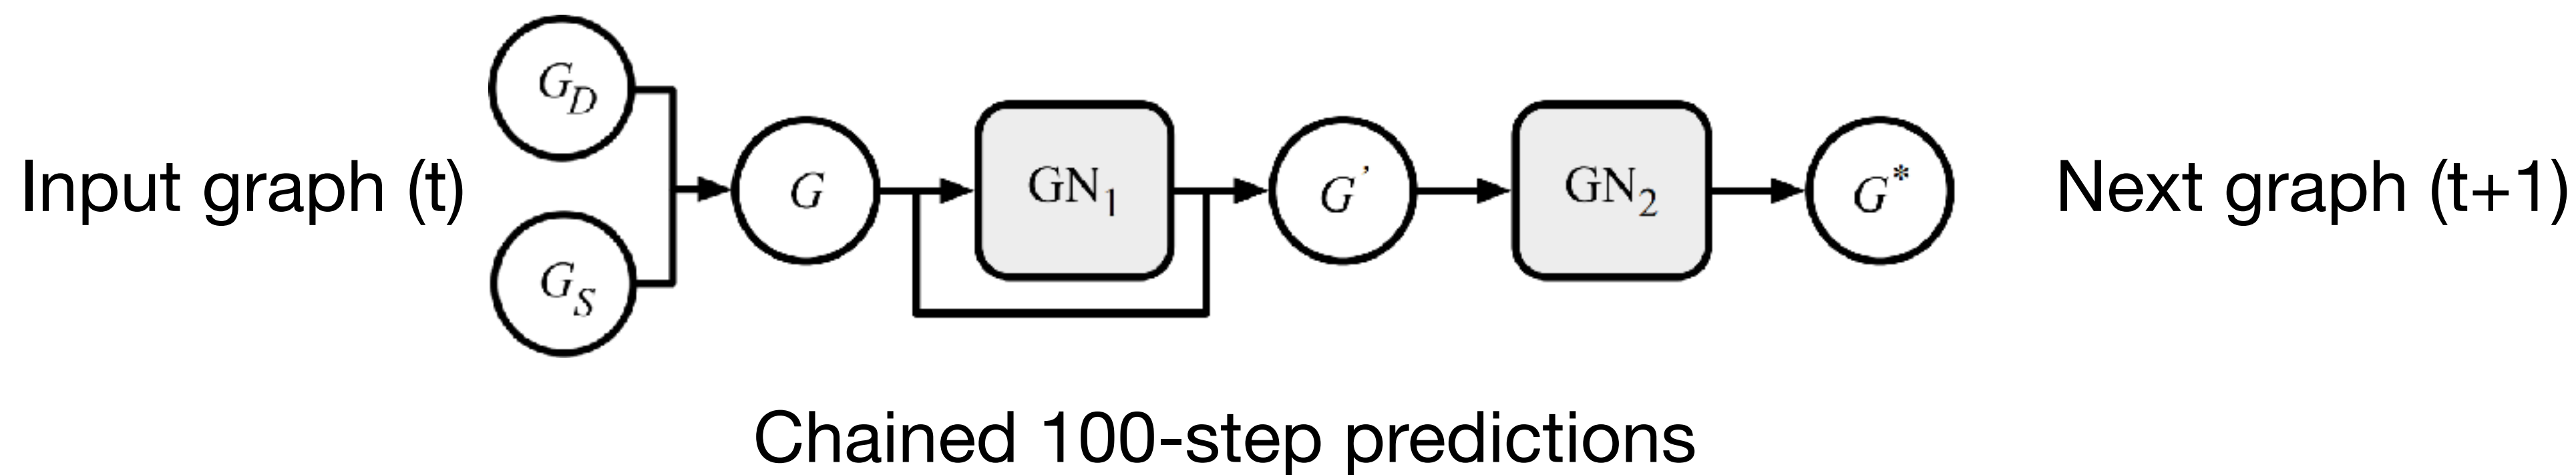 G_D
Input graph (t)
G_S
G
GN_1
G'
GN_2
G*
Next graph (t+1)
Chained 100-step predictions